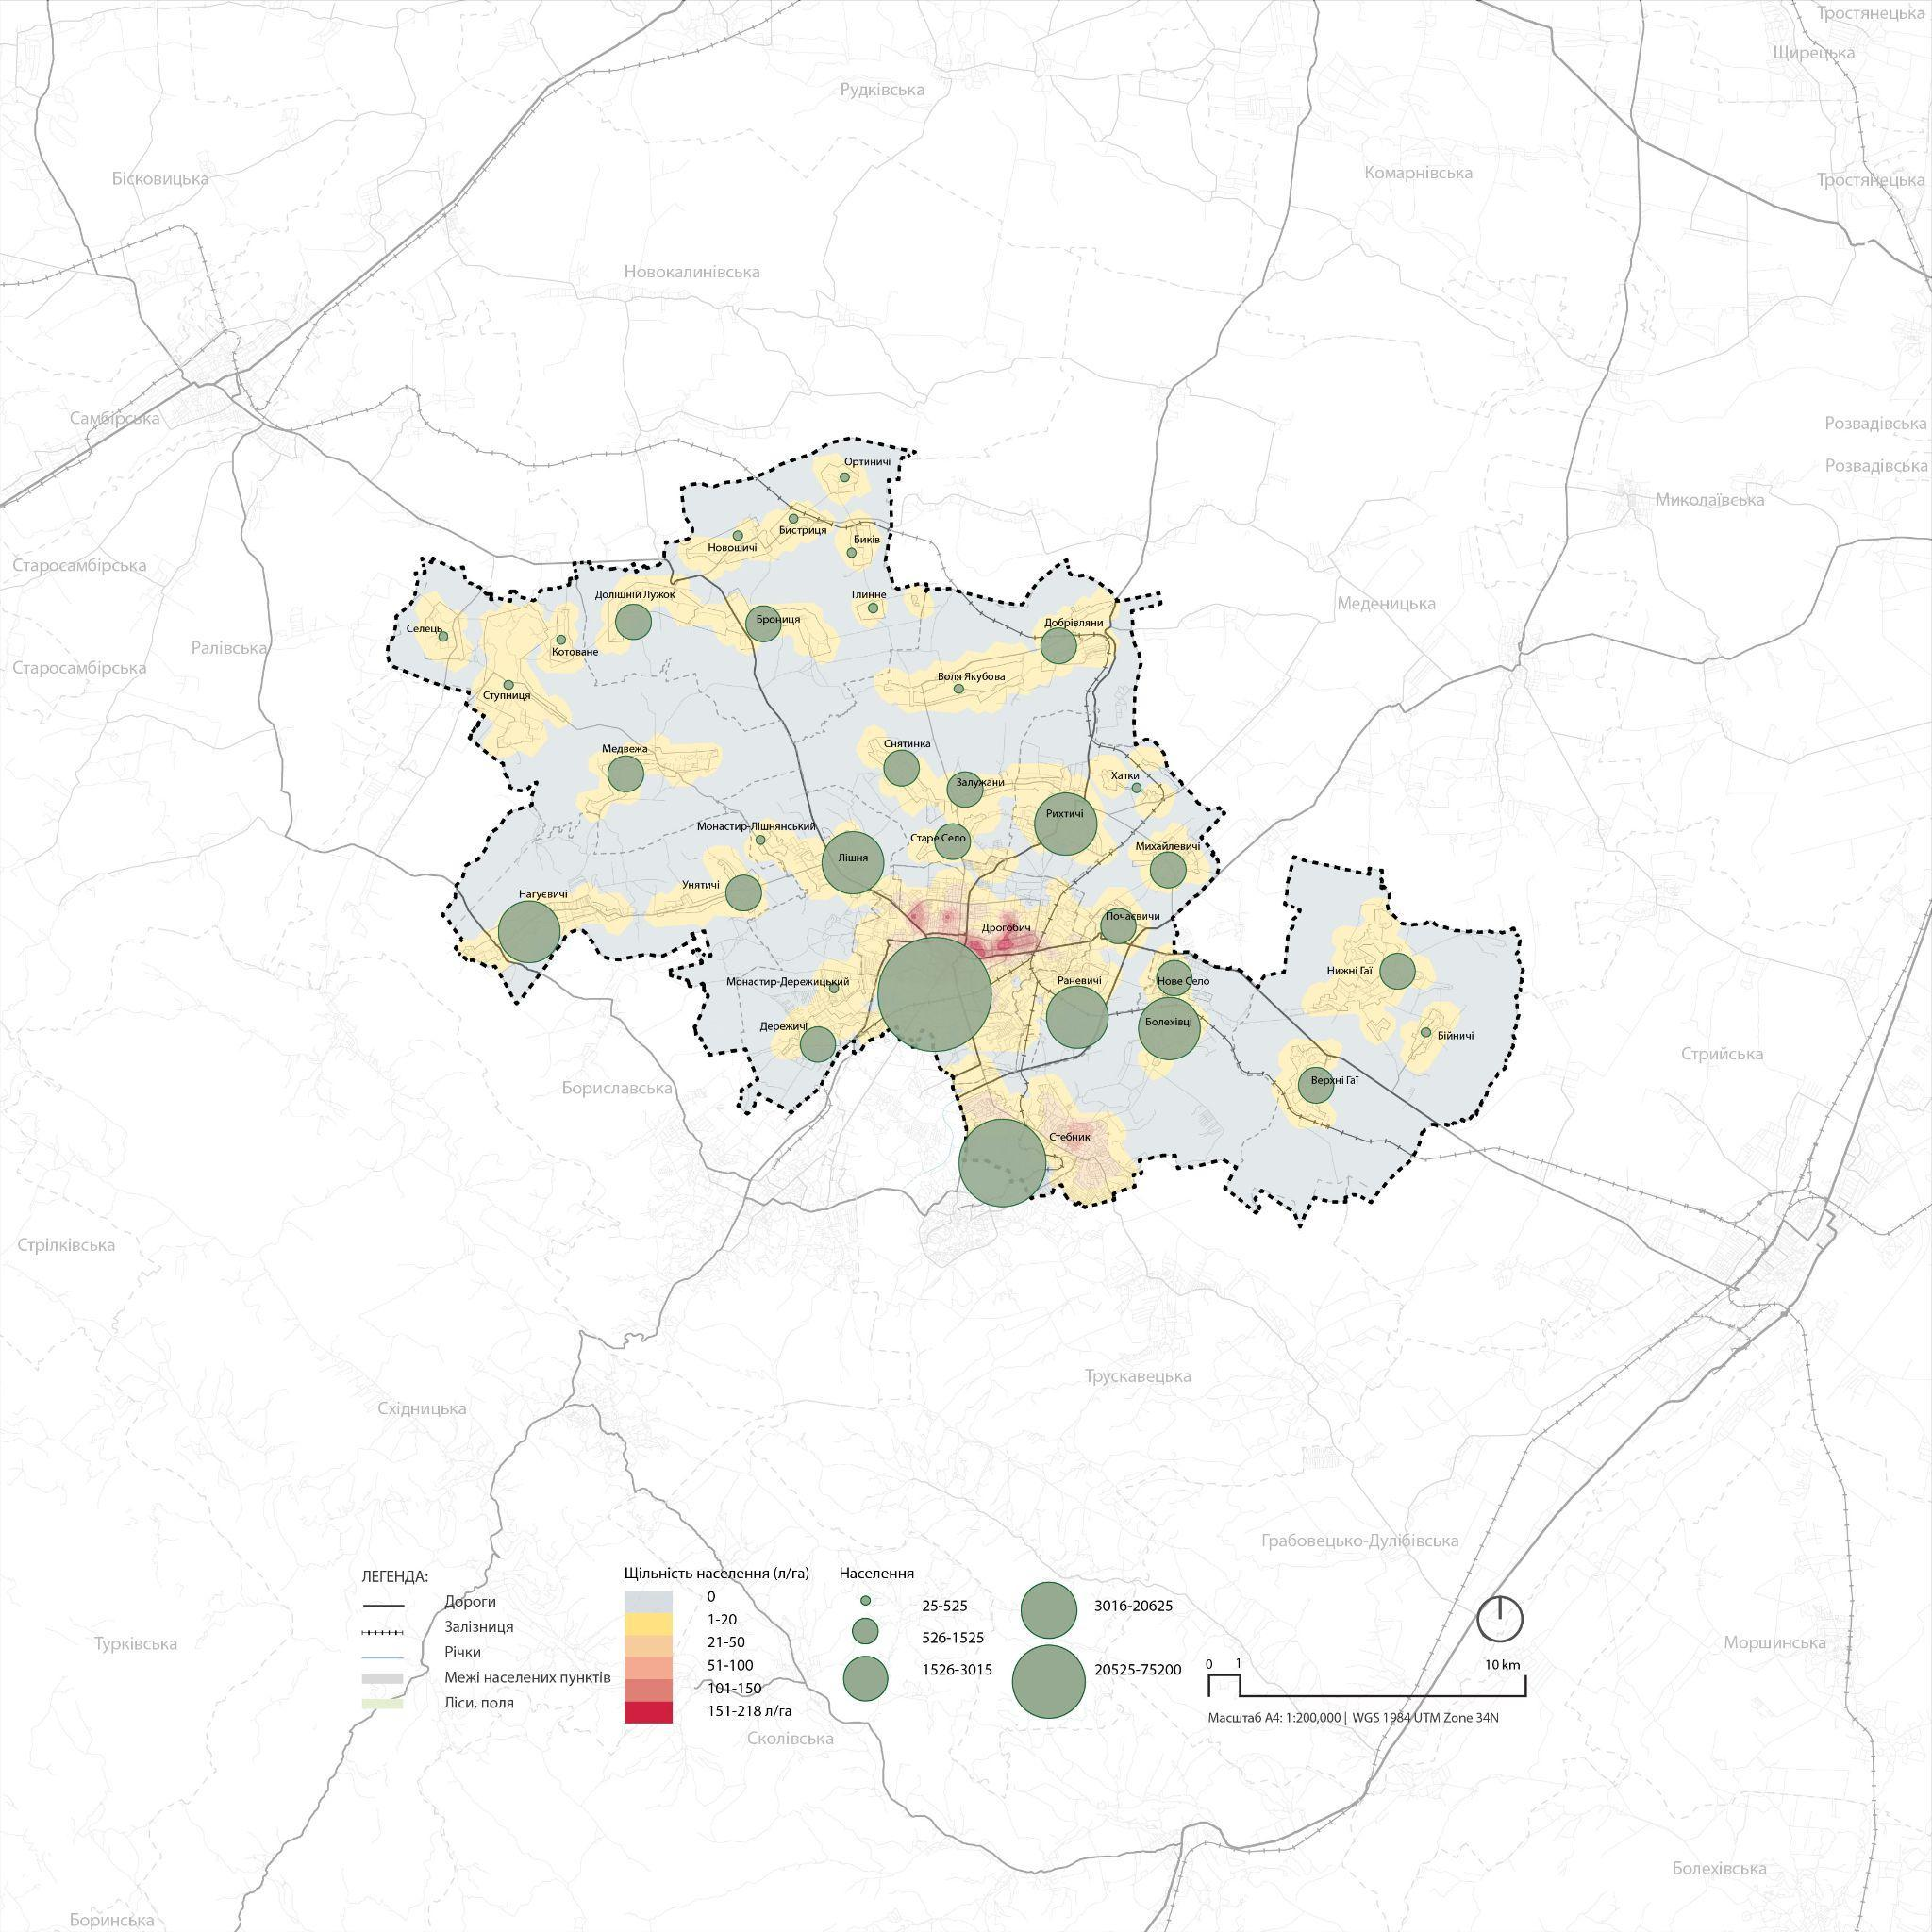 Тростянецька
Щирецька
Рудківська
Комарнівська
Бісковицька
Тростянецька
Новокалинівська
Самбірська
Розвадівська
Ортиничі
Розвадівська
Миколаївська
Бистриця
Биків
Новошичі
Старосамбірська
Долішній Лужок
Глинне
Меденицька
Брониця
Добрівляни
Селець
Ралівська
Котоване
Старосамбірська
Воля Якубова
Ступниця
Снятинка
Медвежа
Хатки
Залужани
Рихтичі
Монастир-Лішнянський
Старе Село
Михайлевичі
Лішня
Унятичі
Нагуєвичі
Почаєвичи
Дрогобич
Нижні Гаї
Монастир-Дережицький
Раневичі
Нове Село
Болехівці
Дережичі
Бійничі
Стрийська
Верхні Гаї
Бориславська
Стебник
Стрілківська
Трускавецька
Східницька
Грабовецько-Дулібівська
Турківська
Моршинська
ЛЕГЕНДА:
Дороги
Залізниця
Річки
Межі населених пунктів
Ліси, поля
Щільність населення (л/га)
0
1-20
21-50
51-100
101-150
151-218 л/га
Населення
25-525
526-1525
1526-3015
3016-20625
20525-75200
0 1 10 km
Масштаб А4: 1:200,000 | WGS 1984 UTM Zone 34N
Сколівська
Болехівська
Боринська